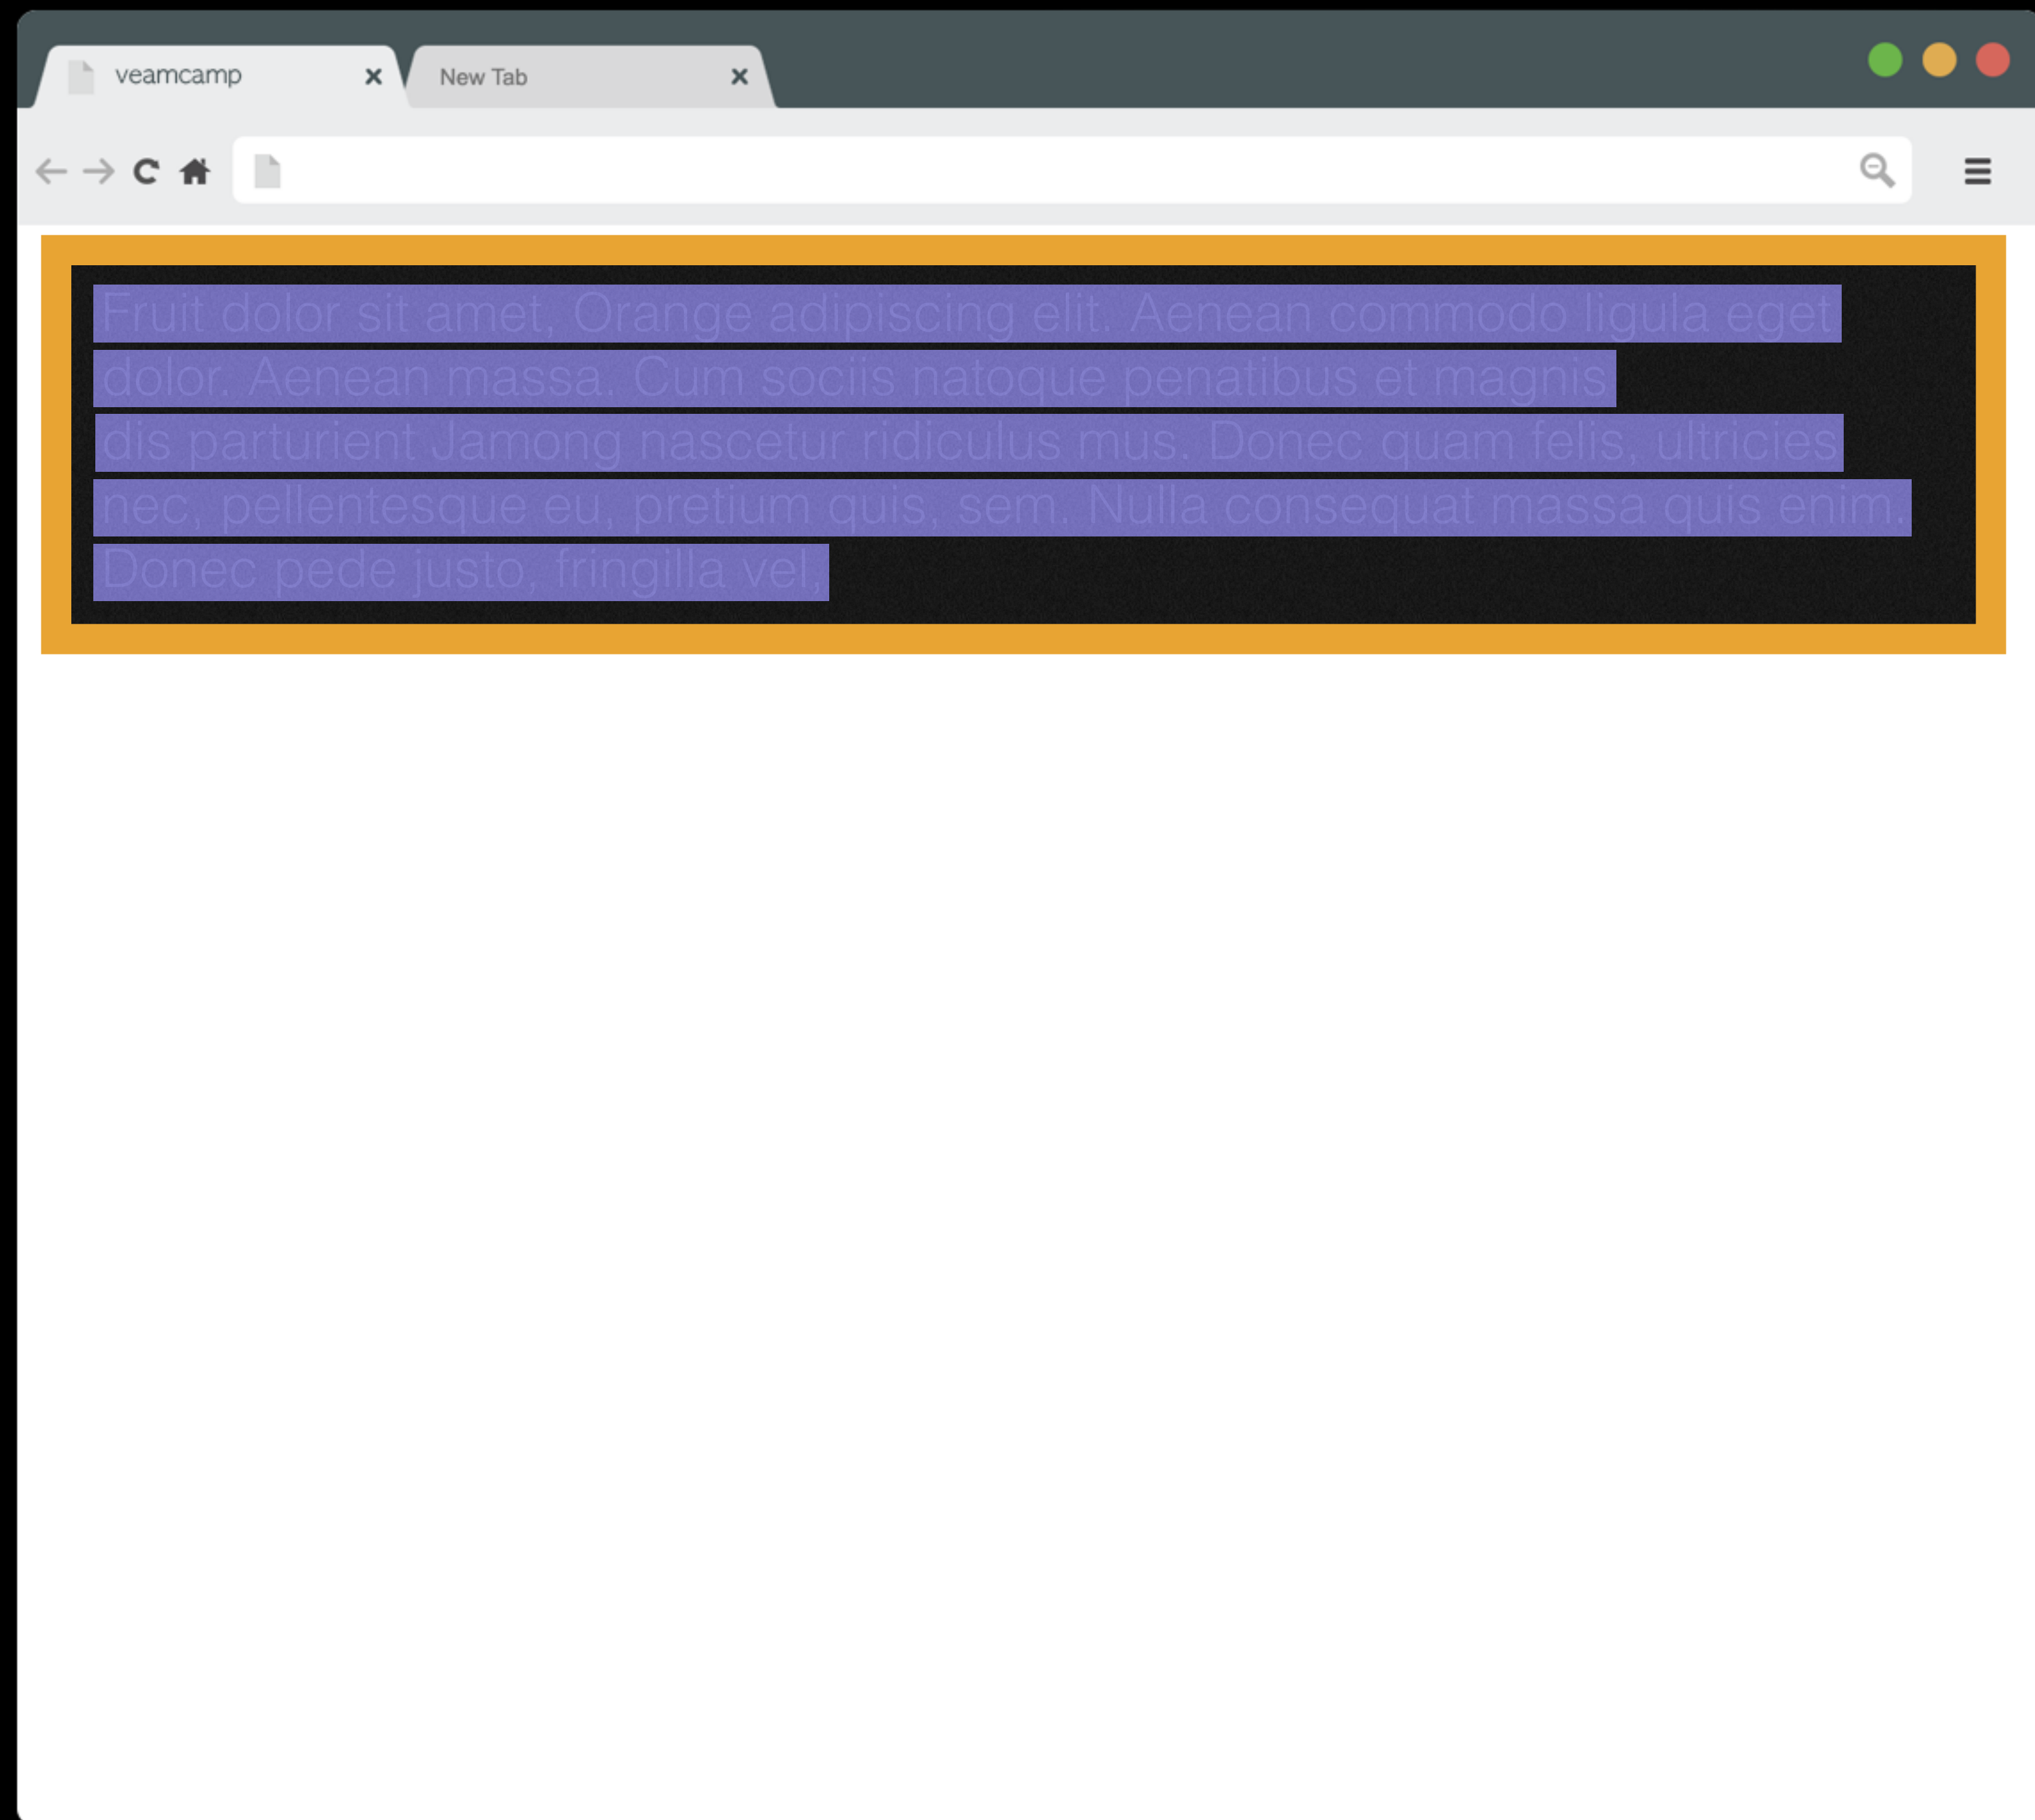 veamcamp
New Tab
Fruit dolor sit amet, Orange adipiscing elit. Aenean commodo ligula eget
dolor. Aenean massa. Cum sociis natoque penatibus et magnis
dis parturient Jamong nascetur ridiculus mus. Donec quam felis, ultricies
nec, pellentesque eu, pretium quis, sem. Nulla consequat massa quis enim.
Donec pede justo, fringilla vel,